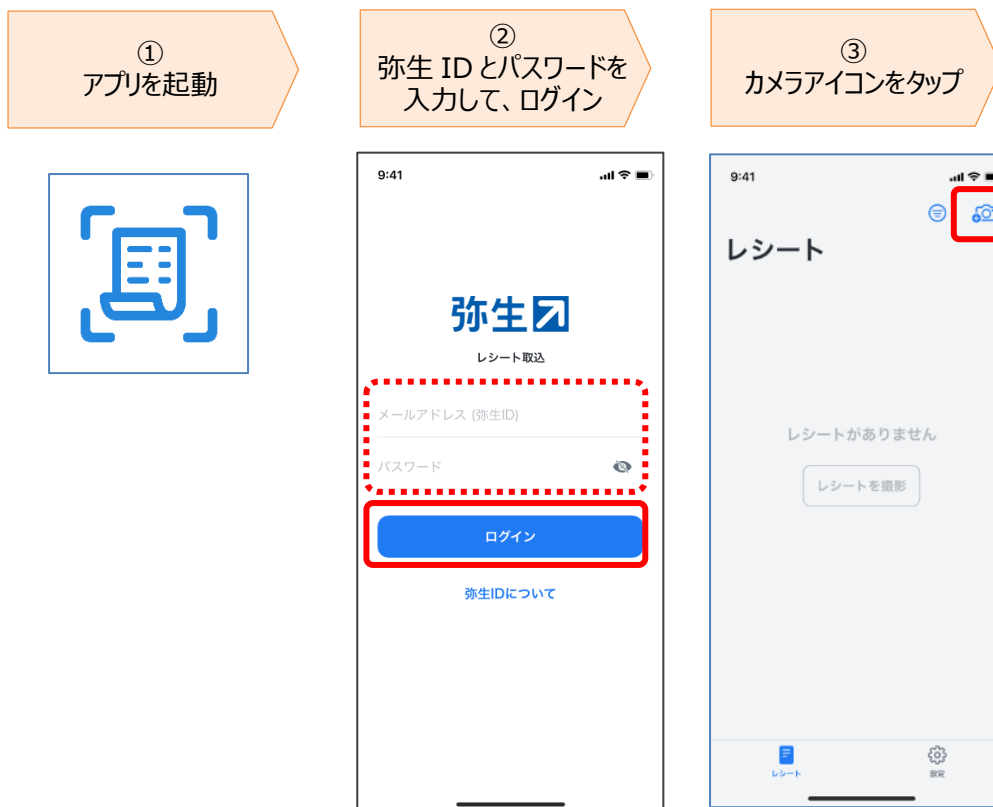 ①
アプリを起動
②
弥生 ID とパスワードを
入力して、ログイン
③
カメラアイコンをタップ
9:41
弥生
レシート取込
メールアドレス (弥生ID)
パスワード
ログイン
弥生IDについて
9:41
レシート
レシートがありません
レシートを撮影
レシート
設定